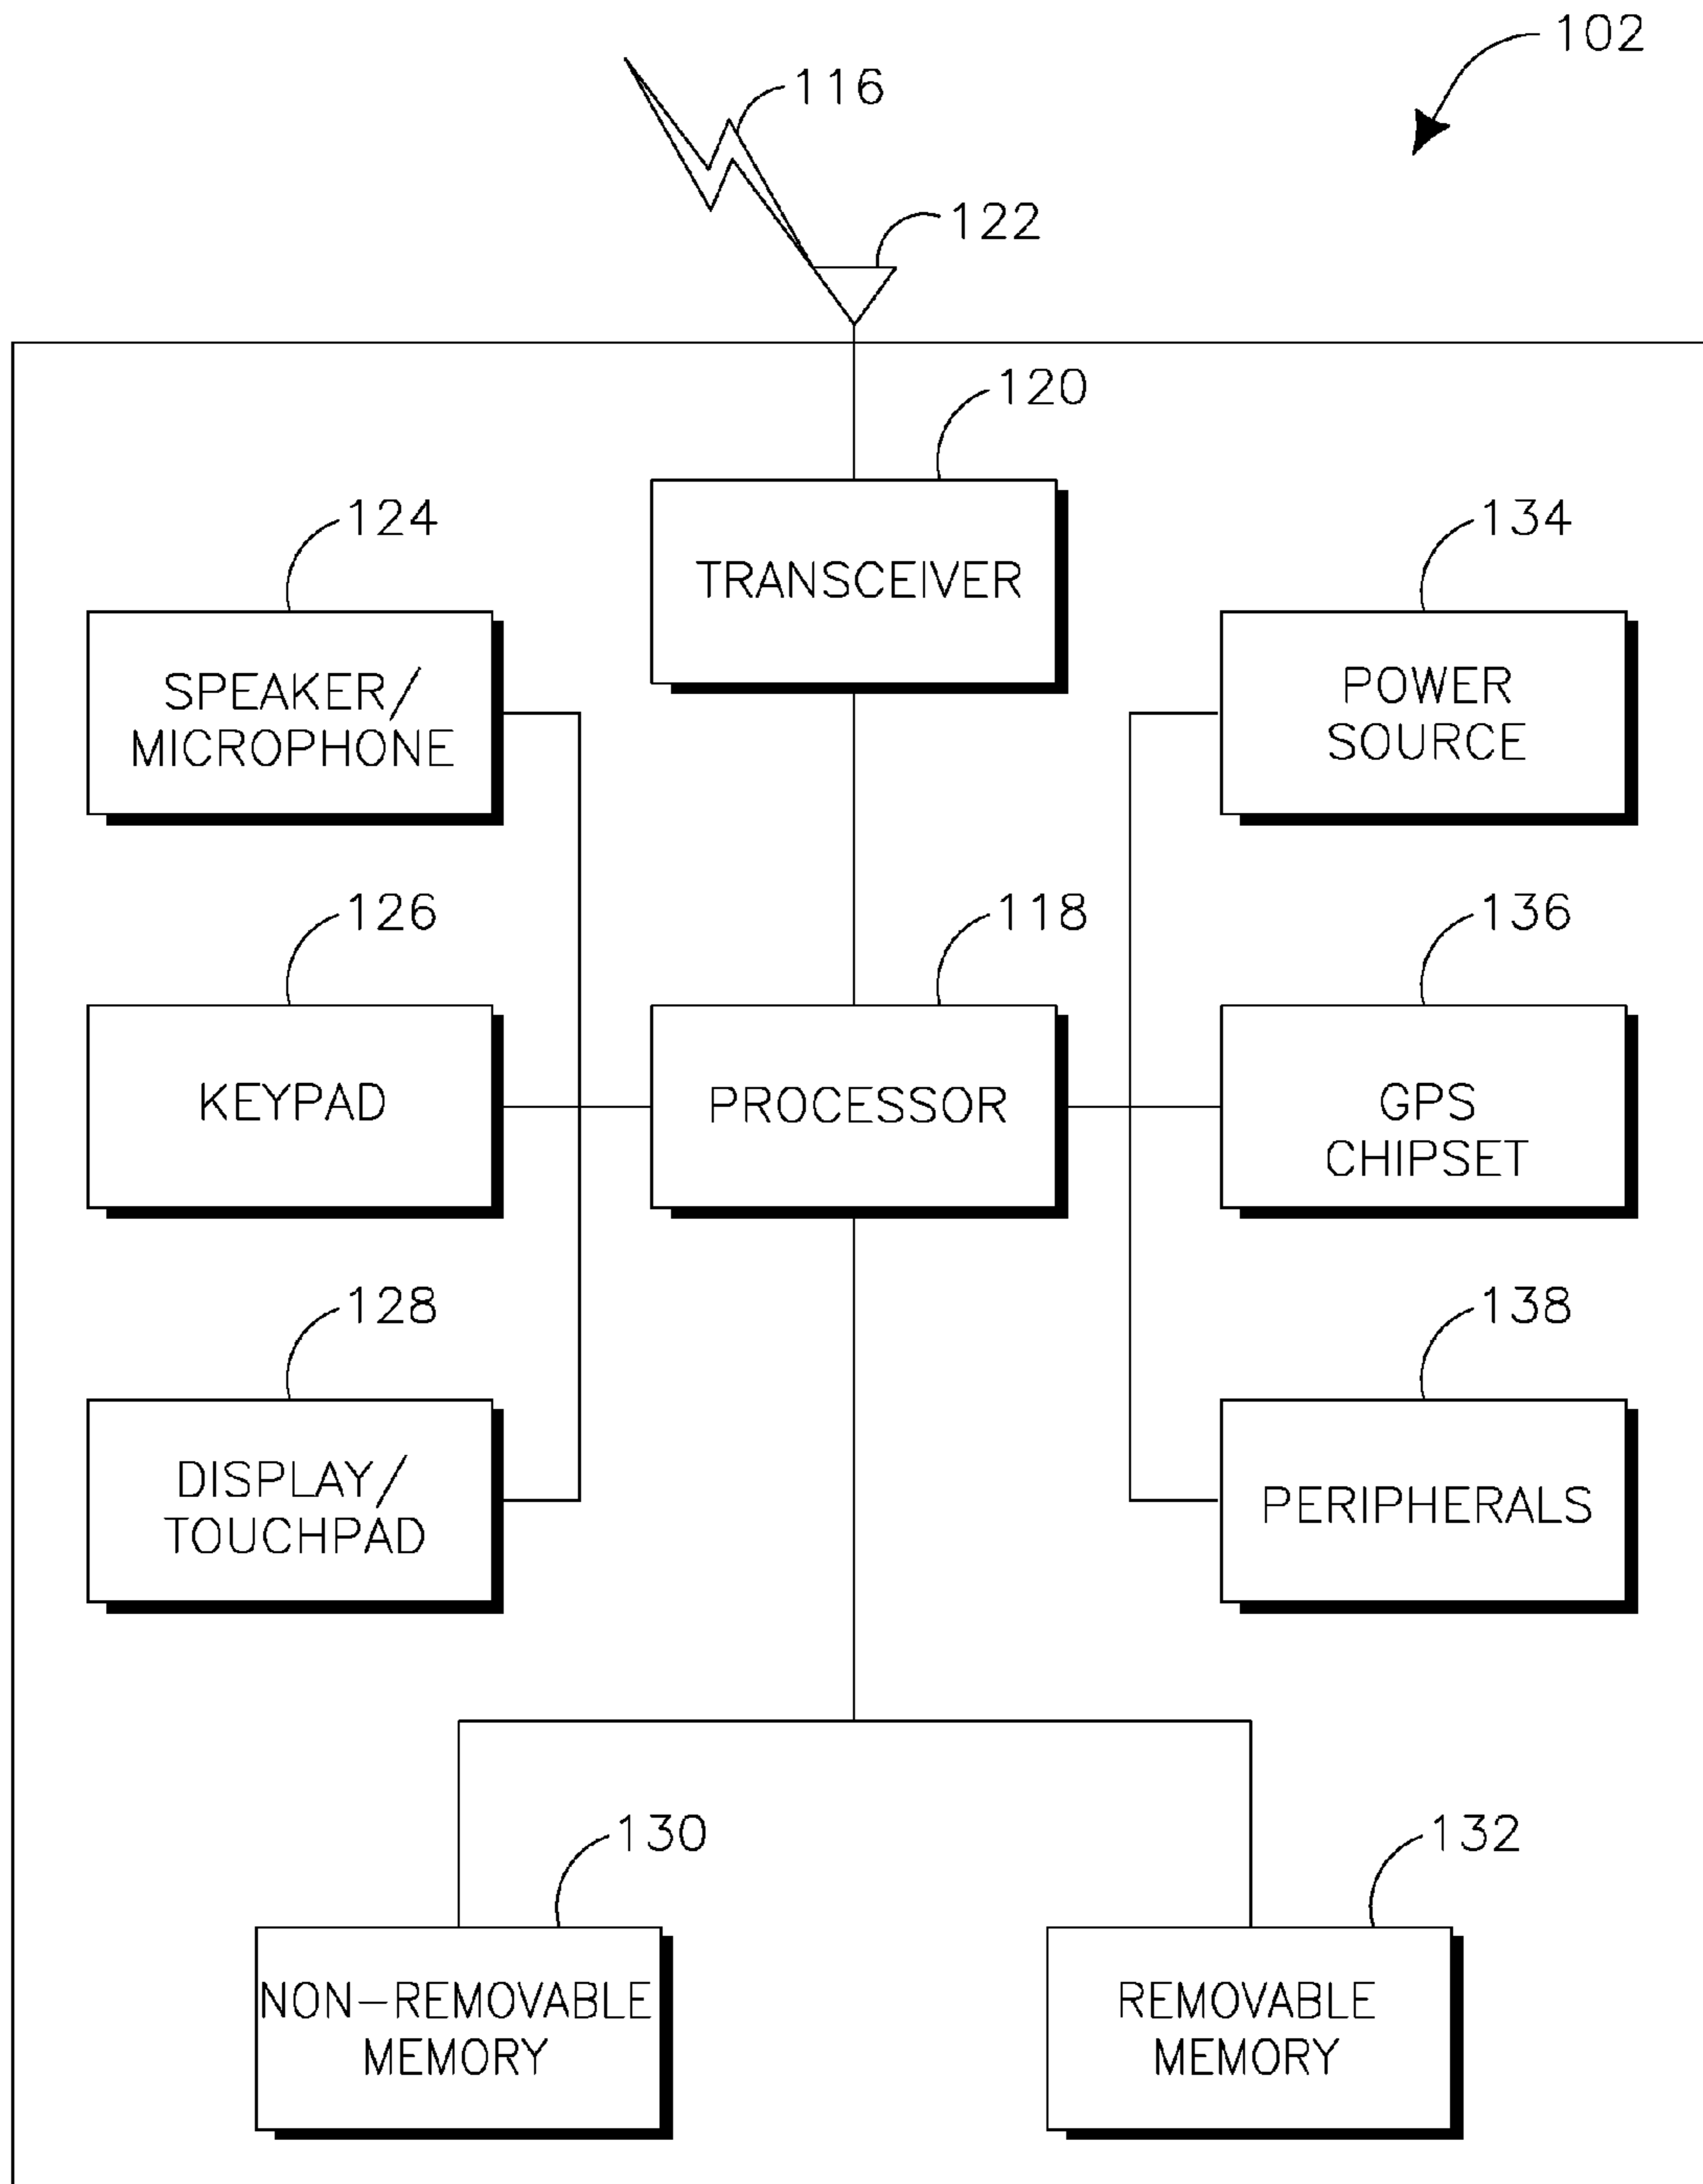 102
116
122
120
TRANSCEIVER
124
SPEAKER/
MICROPHONE
134
POWER
SOURCE
126
KEYPAD
118
PROCESSOR
136
GPS
CHIPSET
128
DISPLAY/
TOUCHPAD
138
PERIPHERALS
130
NON-REMOVABLE
MEMORY
132
REMOVABLE
MEMORY